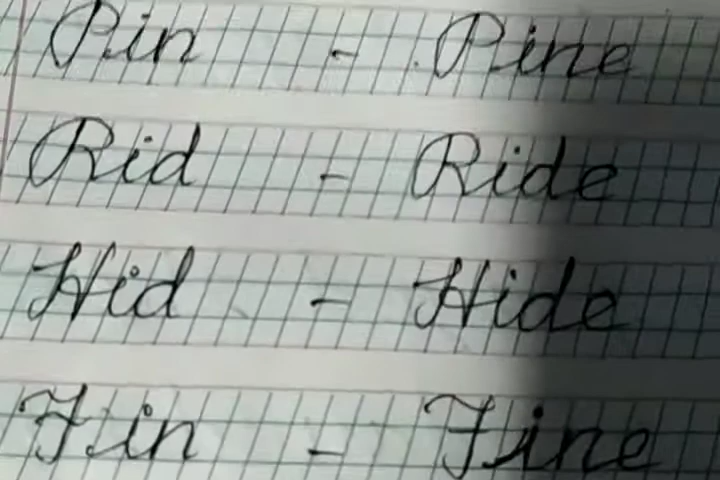 Pin - Pine
Rid - Ride
Hid - Hide
Fin - Fine